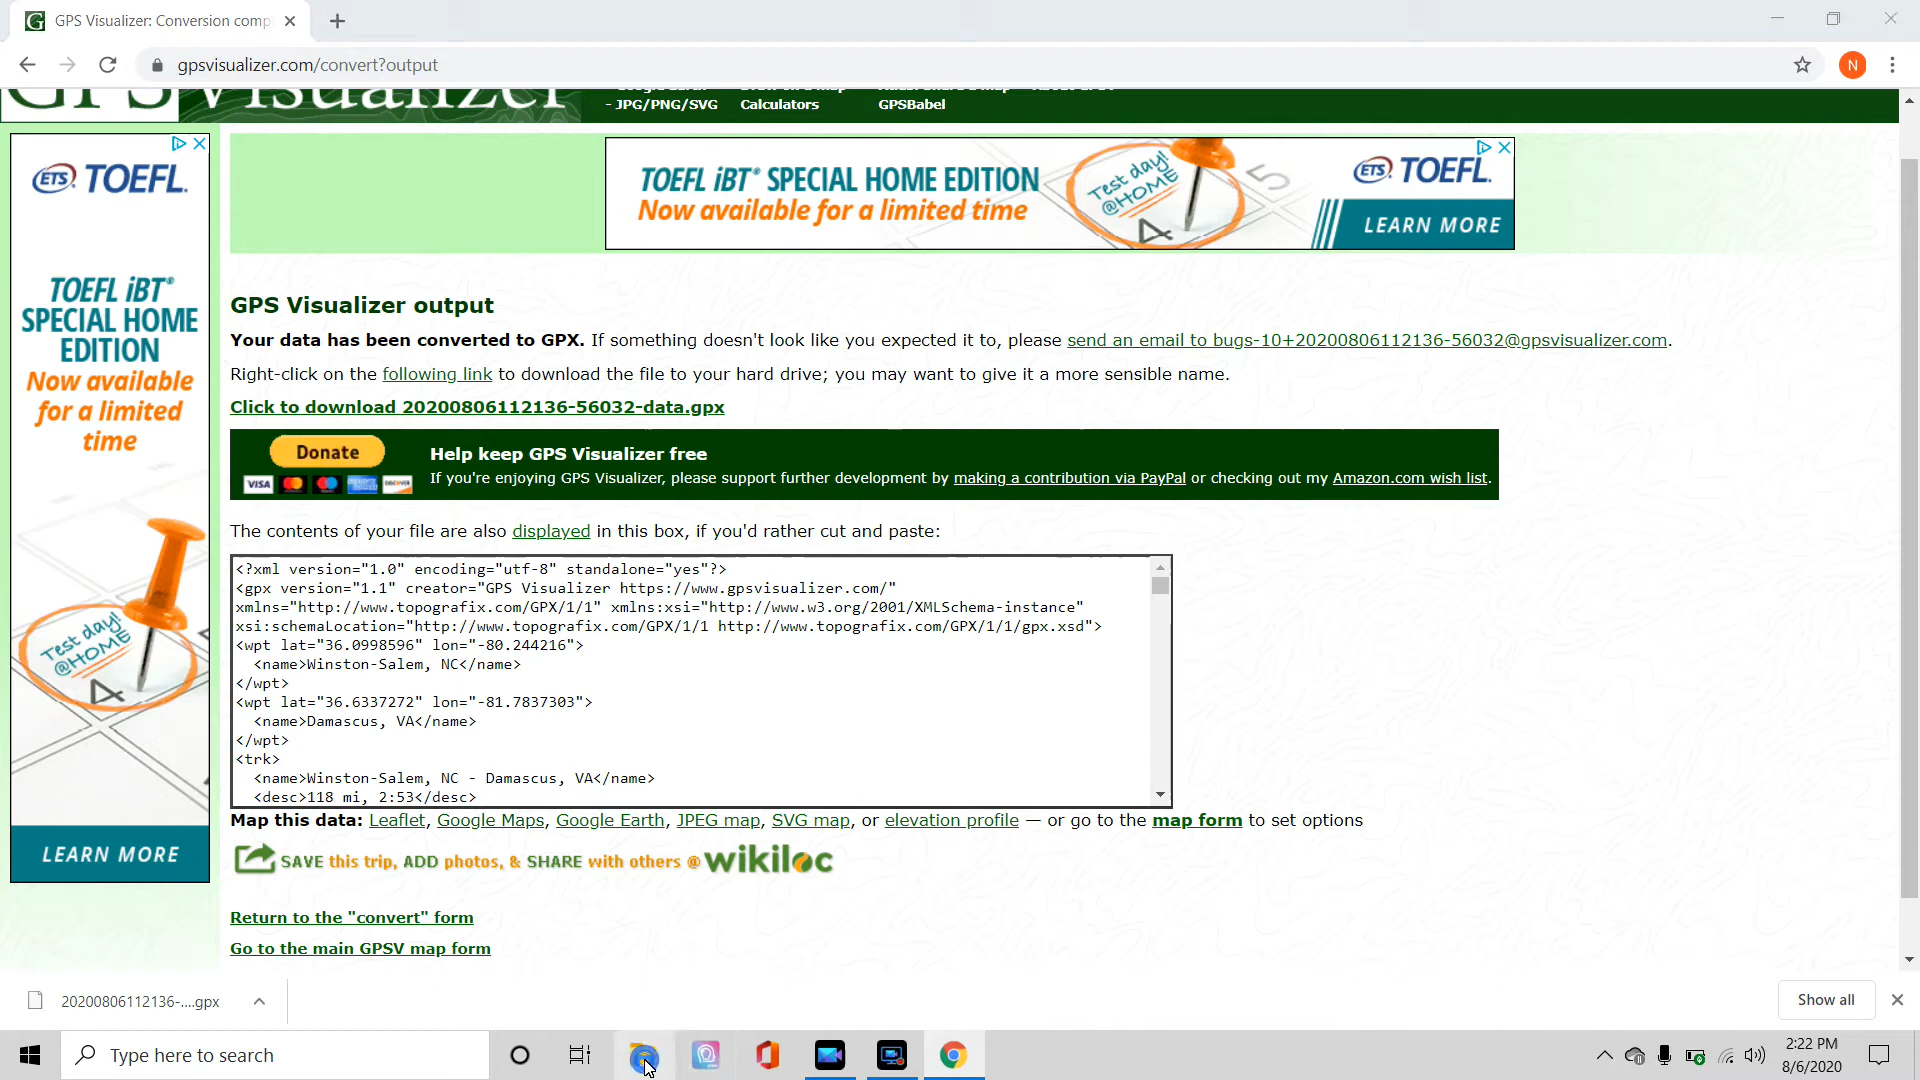 GPS Visualizer: Conversion comp
gpsvisualizer.com/convert?output
N
GPS Visualizer
- JPG/PNG/SVG
Calculators
GPSBabel
ETS TOEFL.
TOEFL iBT®
SPECIAL HOME
EDITION
Now available
for a limited
time
Test day!
@HOME
4
LEARN MORE
TOEFL iBT® SPECIAL HOME EDITION
Now available for a limited time
Test day!
@HOME
4
5
ETS TOEFL.
LEARN MORE
GPS Visualizer output
Your data has been converted to GPX. If something doesn't look like you expected it to, please send an email to bugs-10+20200806112136-56032@gpsvisualizer.com.
Right-click on the following link to download the file to your hard drive; you may want to give it a more sensible name.
Click to download 20200806112136-56032-data.gpx
Donate
VISA
DISCOVER
Help keep GPS Visualizer free
If you're enjoying GPS Visualizer, please support further development by making a contribution via PayPal or checking out my Amazon.com wish list.
The contents of your file are also displayed in this box, if you'd rather cut and paste:
<?xml version="1.0" encoding="utf-8" standalone="yes"?>
<gpx version="1.1" creator="GPS Visualizer https://www.gpsvisualizer.com/"
xmlns="http://www.topografix.com/GPX/1/1" xmlns:xsi="http://www.w3.org/2001/XMLSchema-instance"
xsi:schemaLocation="http://www.topografix.com/GPX/1/1 http://www.topografix.com/GPX/1/1/gpx.xsd">
<wpt lat="36.0998596" lon="-80.244216">
<name>Winston-Salem, NC</name>
</wpt>
<wpt lat="36.6337272" lon="-81.7837303">
<name>Damascus, VA</name>
</wpt>
<trk>
<name>Winston-Salem, NC - Damascus, VA</name>
<desc>118 mi, 2:53</desc>
Map this data: Leaflet, Google Maps, Google Earth, JPEG map, SVG map, or elevation profile — or go to the map form to set options
SAVE this trip, ADD photos, & SHARE with others @ wikiloc
Return to the "convert" form
Go to the main GPSV map form
20200806112136-....gpx
Show all
Type here to search
2:22 PM
8/6/2020